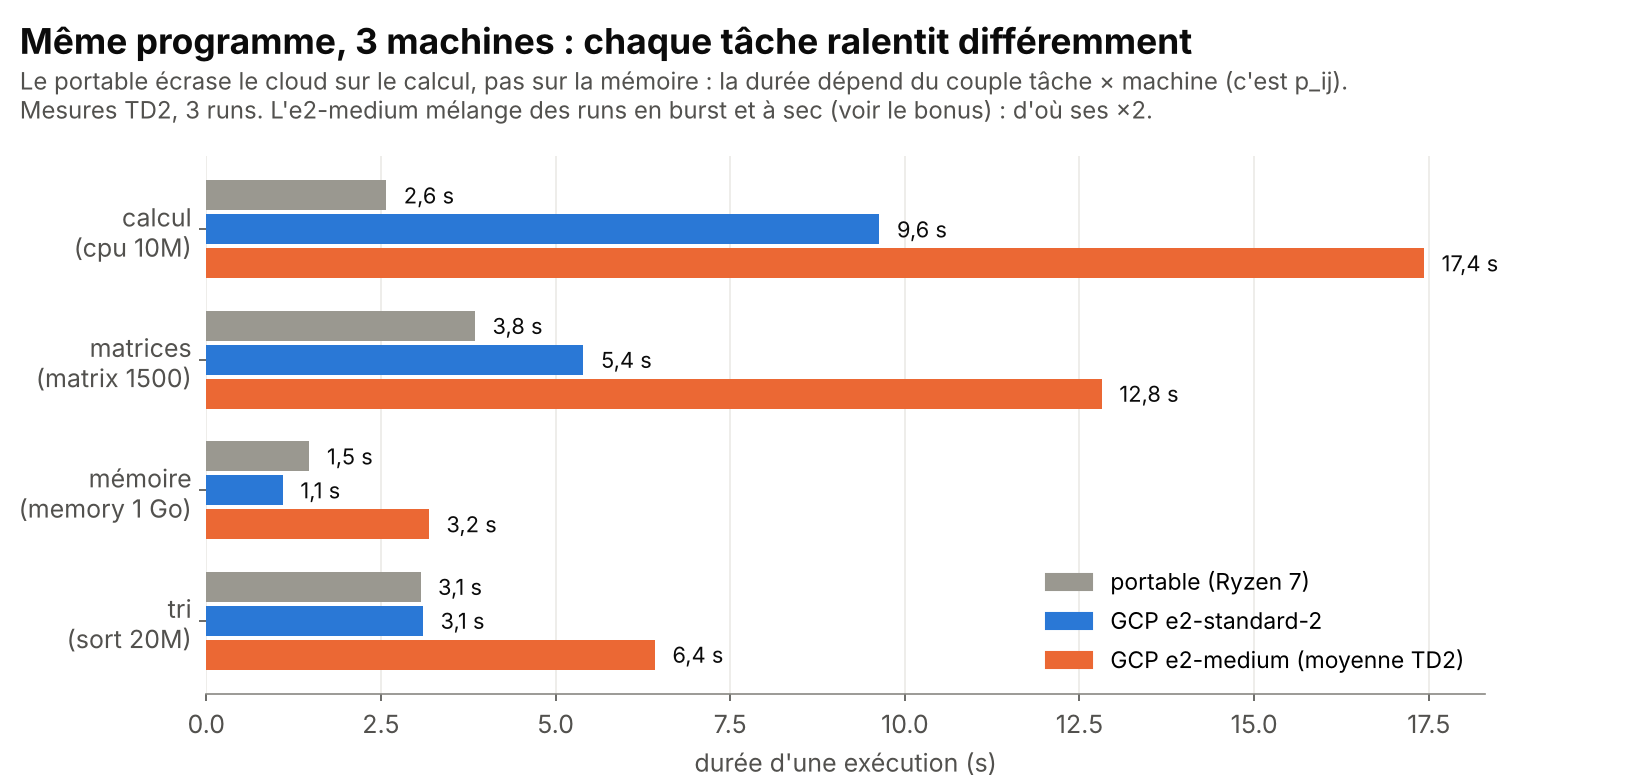 Même programme, 3 machines : chaque tâche ralentit différemment
Le portable écrase le cloud sur le calcul, pas sur la mémoire : la durée dépend du couple tâche × machine (c'est p_ij).
Mesures TD2, 3 runs. L'e2-medium mélange des runs en burst et à sec (voir le bonus) : d'où ses ×2.
calcul
(cpu 10M)
2,6 s
9,6 s
17,4 s
matrices
(matrix 1500)
3,8 s
5,4 s
12,8 s
mémoire
(memory 1 Go)
1,5 s
1,1 s
3,2 s
tri
(sort 20M)
3,1 s
3,1 s
6,4 s
portable (Ryzen 7)
GCP e2-standard-2
GCP e2-medium (moyenne TD2)
0.0 2.5 5.0 7.5 10.0 12.5 15.0 17.5
durée d'une exécution (s)